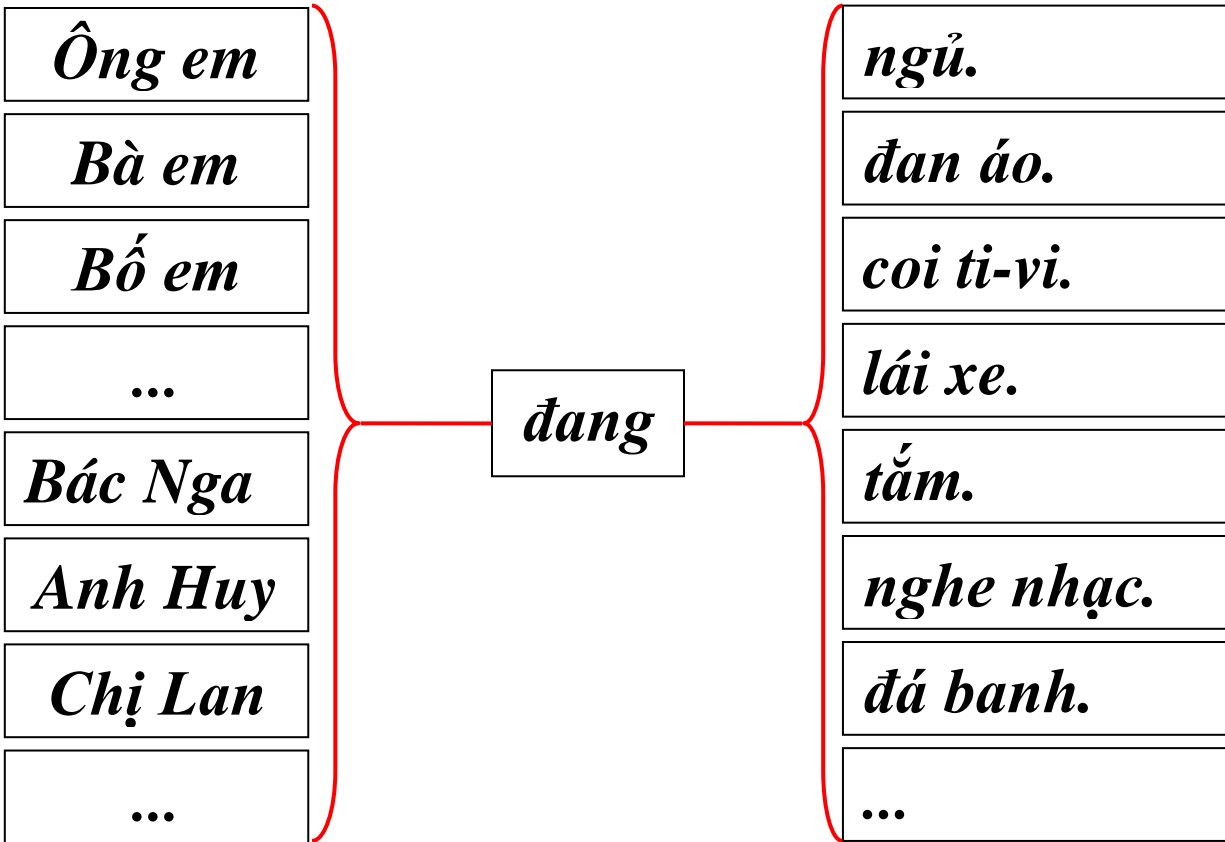 Ông em
Bà em
Bố em
...
Bác Nga
Anh Huy
Chị Lan
...
đang
ngủ.
đan áo.
coi ti-vi.
lái xe.
tắm.
nghe nhạc.
đá banh.
...